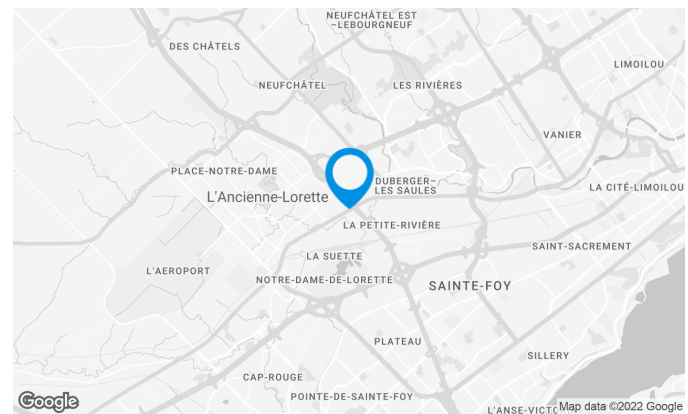 NEUFCHÂTEL EST
–LEBOURGNEUF
DES CHÂTELS
LIMOILOU
NEUFCHÂTEL
LES RIVIÈRES
VANIER
PLACE-NOTRE-DAME
DUBERGER–
LES SAULES
LA CITÉ-LIMOILOU
L'Ancienne-Lorette
LA PETITE-RIVIÈRE
SAINT-SACREMENT
LA SUETTE
L'AEROPORT
NOTRE-DAME-DE-LORETTE
SAINTE-FOY
PLATEAU
SILLERY
CAP-ROUGE
POINTE-DE-SAINTE-FOY
L'ANSE-VICTO
Google
Map data ©2022 Google